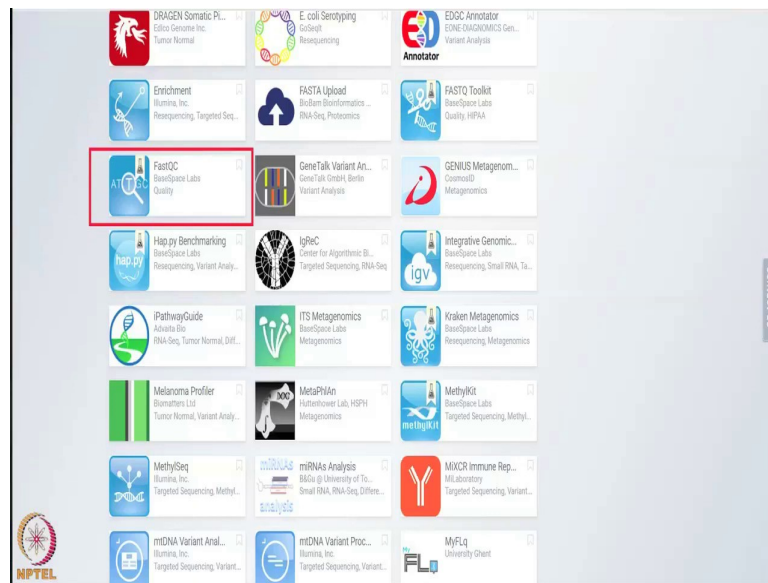 DRAGEN Somatic Pi...
Edico Genome Inc.
Tumor Normal
E. coli Serotyping
GoSeqIt
Resequencing
EDGC Annotator
EONE-DIAGNOMICS Gen...
Variant Analysis
Annotator
Enrichment
Illumina, Inc.
Resequencing, Targeted Seq...
FASTA Upload
BioBam Bioinformatics ...
RNA-Seq, Proteomics
FASTQ Toolkit
BaseSpace Labs
Quality, HIPAA
AT T GC
FastQC
BaseSpace Labs
Quality
GeneTalk Variant An...
GeneTalk GmbH, Berlin
Variant Analysis
GENIUS Metagenom...
CosmosID
Metagenomics
hap.py
Hap.py Benchmarking
BaseSpace Labs
Resequencing, Variant Analy...
IgReC
Center for Algorithmic Bi...
Targeted Sequencing, RNA-Seq
igv
Integrative Genomic...
BaseSpace Labs
Resequencing, Small RNA, Ta...
iPathwayGuide
Advaita Bio
RNA-Seq, Tumor Normal, Diff...
ITS Metagenomics
BaseSpace Labs
Metagenomics
Kraken Metagenomics
BaseSpace Labs
Resequencing, Metagenomics
Melanoma Profiler
Biomatters Ltd
Tumor Normal, Variant Analy...
MetaPhlAn
Huttenhower Lab, HSPH
Metagenomics
methylKit
MethylKit
BaseSpace Labs
Targeted Sequencing, Methyl...
MethylSeq
Illumina, Inc.
Targeted Sequencing, Methyl...
miRNAs
analysis
miRNAs Analysis
B&Gu @ University of To...
Small RNA, RNA-Seq, Differe...
MiXCR Immune Rep...
MiLaboratory
Targeted Sequencing, Variant...
mtDNA Variant Anal...
Illumina, Inc.
Targeted Sequencing, Variant...
mtDNA Variant Proc...
Illumina, Inc.
Targeted Sequencing, Variant...
My
FLq
MyFLq
University Ghent
NPTEL